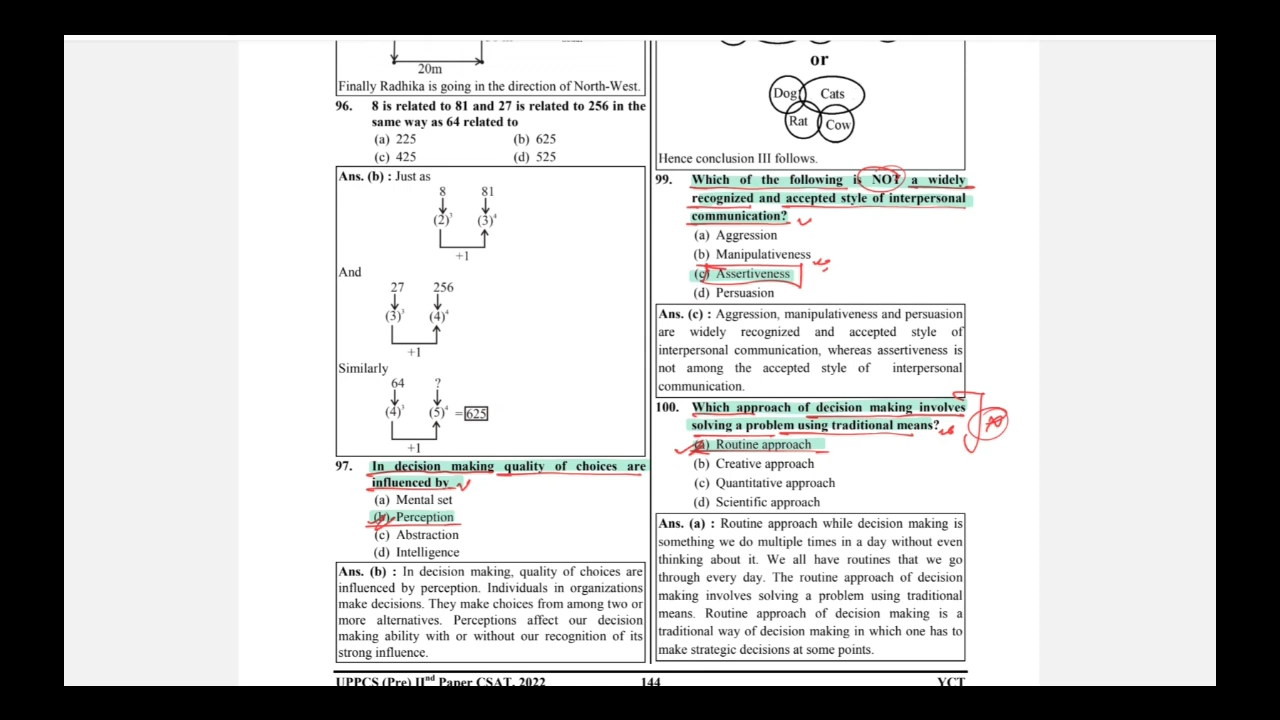 20m
Finally Radhika is going in the direction of North-West.
96. 8 is related to 81 and 27 is related to 256 in the
same way as 64 related to
(a) 225 (b) 625
(c) 425 (d) 525
Ans. (b) : Just as
8 81
(2)³ (3)⁴
+1
And
27 256
(3)³ (4)⁴
+1
Similarly
64 ?
(4)³ (5)⁴ = 625
+1
97. In decision making quality of choices are
influenced by
(a) Mental set
(b) Perception
(c) Abstraction
(d) Intelligence
Ans. (b) : In decision making, quality of choices are
influenced by perception. Individuals in organizations
make decisions. They make choices from among two or
more alternatives. Perceptions affect our decision
making ability with or without our recognition of its
strong influence.
or
Dog Cats
Rat Cow
Hence conclusion III follows.
99. Which of the following is NOT a widely
recognized and accepted style of interpersonal
communication?
(a) Aggression
(b) Manipulativeness
(c) Assertiveness
(d) Persuasion
Ans. (c) : Aggression, manipulativeness and persuasion
are widely recognized and accepted style of
interpersonal communication, whereas assertiveness is
not among the accepted style of interpersonal
communication.
100. Which approach of decision making involves
solving a problem using traditional means?
(a) Routine approach
(b) Creative approach
(c) Quantitative approach
(d) Scientific approach
Ans. (a) : Routine approach while decision making is
something we do multiple times in a day without even
thinking about it. We all have routines that we go
through every day. The routine approach of decision
making involves solving a problem using traditional
means. Routine approach of decision making is a
traditional way of decision making in which one has to
make strategic decisions at some points.
UPPCS (Pre) IInd Paper CSAT, 2022 144 YCT